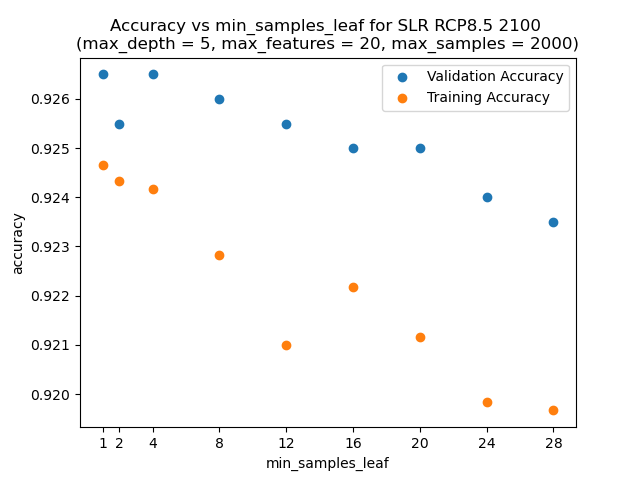 Accuracy vs min_samples_leaf for SLR RCP8.5 2100
(max_depth = 5, max_features = 20, max_samples = 2000)
Validation Accuracy
Training Accuracy
0.926
0.925
0.924
0.923
0.922
0.921
0.920
accuracy
1 2 4 8 12 16 20 24 28
min_samples_leaf